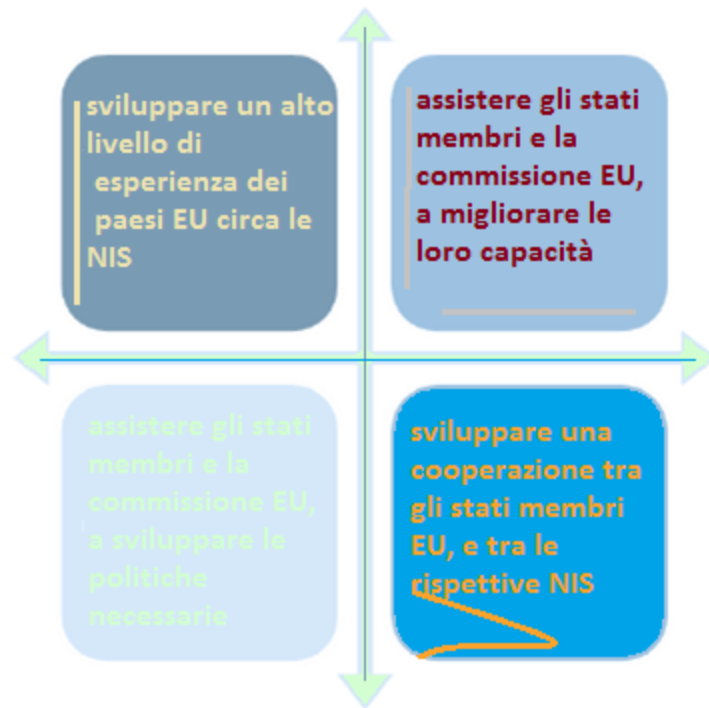 sviluppare un alto
livello di
esperienza dei
paesi EU circa le
NIS
assistere gli stati
membri e la
commissione EU,
a migliorare le
loro capacità
assistere gli stati
membri e la
commissione EU,
a sviluppare le
politiche
necessarie
sviluppare una
cooperazione tra
gli stati membri
EU, e tra le
rispettive NIS